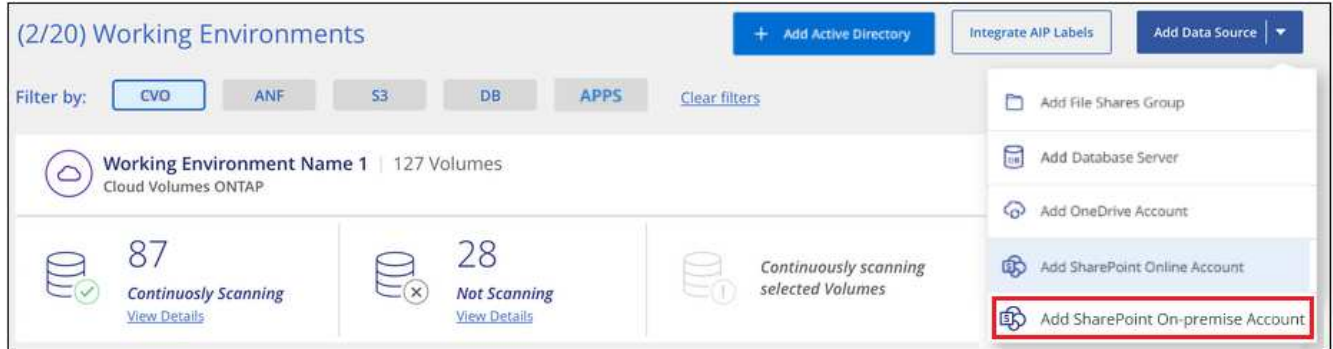 (2/20) Working Environments
+ Add Active Directory
Integrate AIP Labels
Add Data Source
Filter by:
CVO
ANF
S3
DB
APPS
Clear filters
Add File Shares Group
Working Environment Name 1 | 127 Volumes
Cloud Volumes ONTAP
DB
Add Database Server
Add OneDrive Account
87
Continuosly Scanning
View Details
28
Not Scanning
View Details
Continuously scanning
selected Volumes
S
Add SharePoint Online Account
S
Add SharePoint On-premise Account